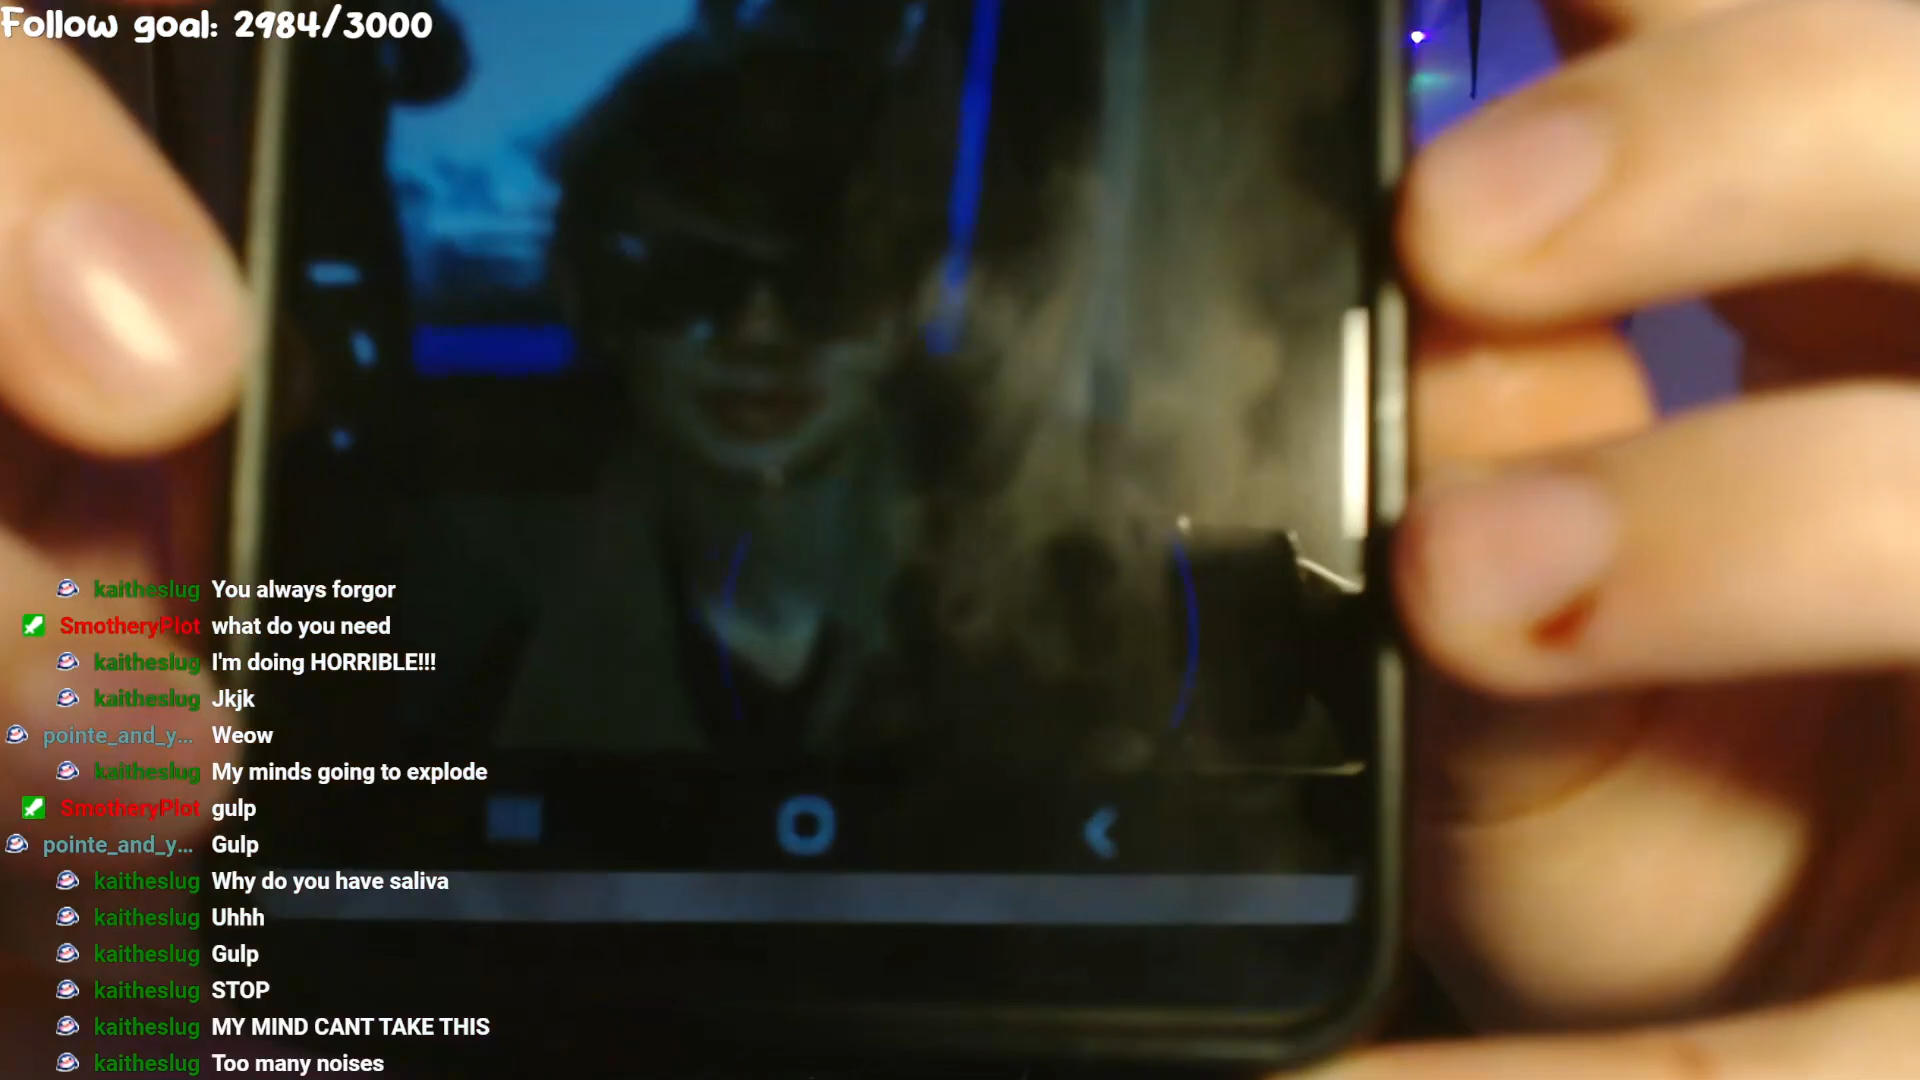 Follow goal: 2984/3000
kaitheslug You always forgor
SmotheryPlot what do you need
kaitheslug I'm doing HORRIBLE!!!
kaitheslug Jkjk
pointe_and_y... Weow
kaitheslug My minds going to explode
SmotheryPlot gulp
pointe_and_y... Gulp
kaitheslug Why do you have saliva
kaitheslug Uhhh
kaitheslug Gulp
kaitheslug STOP
kaitheslug MY MIND CANT TAKE THIS
kaitheslug Too many noises